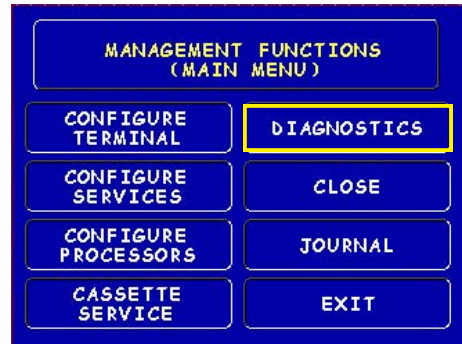 MANAGEMENT FUNCTIONS
(MAIN MENU)
CONFIGURE
TERMINAL
DIAGNOSTICS
CONFIGURE
SERVICES
CLOSE
CONFIGURE
PROCESSORS
JOURNAL
CASSETTE
SERVICE
EXIT